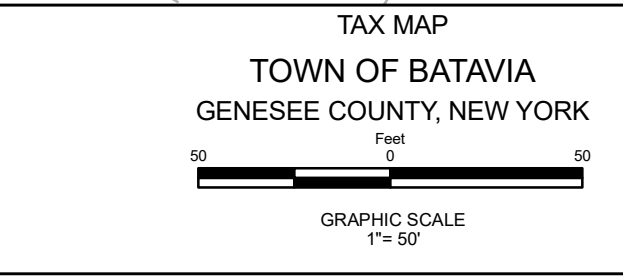 TAX MAP
TOWN OF BATAVIA
GENESEE COUNTY, NEW YORK
Feet
50 0 50
GRAPHIC SCALE
1"= 50'